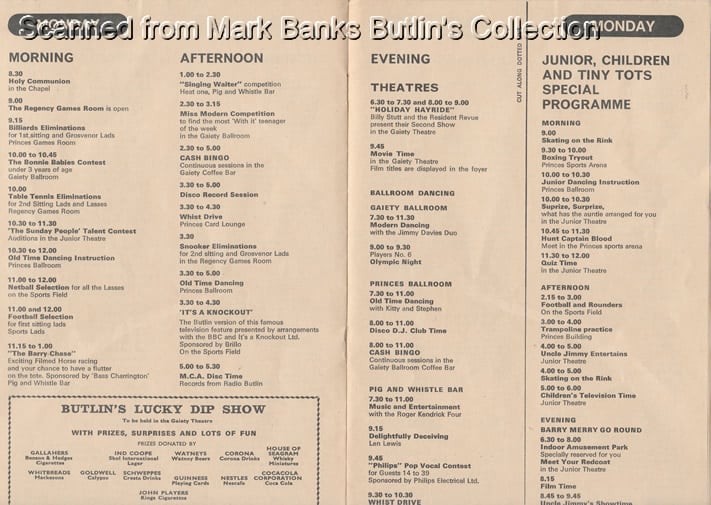 Scanned from Mark Banks Butlin's Collection
MONDAY
MORNING
8.30
Holy Communion
in the Chapel
9.00
The Regency Games Room is open
9.15
Billiards Eliminations
for 1st sitting and Grosvenor Lads
Princes Games Room
10.00 to 10.45
The Bonnie Babies Contest
under 3 years of age
Gaiety Ballroom
10.00
Table Tennis Eliminations
for 2nd Sitting Lads and Lasses
Regency Games Room
10.30 to 11.30
'The Sunday People' Talent Contest
Auditions in the Junior Theatre
10.30 to 12.00
Old Time Dancing Instruction
Princes Ballroom
11.00 to 12.00
Netball Selection for all the Lasses
on the Sports Field
11.00 and 12.00
Football Selection
for first sitting lads
Sports Lads
11.15 to 1.00
"The Barry Chase"
Exciting Filmed Horse racing
and your chance to have a flutter
on the tote. Sponsored by 'Bass Charrington'
Pig and Whistle Bar
AFTERNOON
1.00 to 2.30
"Singing Waiter" competition
Heat one, Pig and Whistle Bar
2.30 to 3.15
Miss Modern Competition
to find the most 'With it' teenager
of the week
in the Gaiety Ballroom
2.30 to 5.00
CASH BINGO
Continuous sessions in the
Gaiety Coffee Bar
3.30 to 5.00
Disco Record Session
3.30 to 4.30
Whist Drive
Princes Card Lounge
3.30
Snooker Eliminations
for 2nd sitting and Grosvenor Lads
in the Regency Games Room
3.30 to 5.00
Old Time Dancing
Princes Ballroom
3.30 to 4.30
'IT'S A KNOCKOUT'
The Butlin version of this famous
television feature presented by arrangements
with the BBC and It's a Knockout Ltd.
Sponsored by Brillo
On the Sports Field
5.00 to 5.30
M.C.A. Disc Time
Records from Radio Butlin
BUTLIN'S LUCKY DIP SHOW
To be held in the Gaiety Theatre
WITH PRIZES, SURPRISES AND LOTS OF FUN
PRIZES DONATED BY
GALLAHERS
Benson & Hedges
Cigarettes
IND COOPE
Skol International
Lager
WATNEYS
Watney Beers
CORONA
Corona Drinks
HOUSE OF
SEAGRAM
Whisky
Miniatures
WHITBREADS
Mackesons
GOLDWELL
Calypso
SCHWEPPES
Cresta Drinks
GUINNESS
Playing Cards
NESTLES
Nescafe
COCACOLA
CORPORATION
Coca Cola
JOHN PLAYERS
Kings Cigarettes
EVENING
THEATRES
6.30 to 7.30 and 8.00 to 9.00
"HOLIDAY HAYRIDE"
Billy Stutt and the Resident Revue
present their Second Show
in the Gaiety Theatre
9.45
Movie Time
in the Gaiety Theatre
Film titles are displayed in the foyer
BALLROOM DANCING
GAIETY BALLROOM
7.30 to 11.30
Modern Dancing
with the Jimmy Davies Duo
9.00 to 9.30
Players No. 6
Olympic Night
PRINCES BALLROOM
7.30 to 11.00
Old Time Dancing
with Kitty and Stephen
8.00 to 11.00
Disco D.J. Club Time
8.00 to 11.00
CASH BINGO
Continuous sessions in the Gaiety
Ballroom Coffee Bar
PIG AND WHISTLE BAR
7.30 to 11.00
Music and Entertainment
with the Roger Kendrick Four
9.15
Delightfully Deceiving
Len Lewis
9.45
"Philips" Pop Vocal Contest
for Guests 14 to 39
Sponsored by Philips Electrical Ltd.
9.30 to 10.30
WHIST DRIVE
CUT ALONG DOTTED
MONDAY
JUNIOR, CHILDREN
AND TINY TOTS
SPECIAL
PROGRAMME
MORNING
9.00
Skating on the Rink
9.30 to 10.00
Boxing Tryout
Princes Sports Arena
10.00 to 10.30
Junior Dancing Instruction
Princes Ballroom
10.00 to 10.30
Suprize, Surprize,
what has the auntie arranged for you
in the Junior Theatre
10.45 to 11.30
Hunt Captain Blood
Meet in the Princes sports arena
11.30 to 12.00
Quiz Time
in the Junior Theatre
AFTERNOON
2.15 to 3.00
Football and Rounders
On the Sports Field
3.00 to 4.00
Trampoline practice
Princes Building
4.00 to 5.00
Uncle Jimmy Entertains
Junior Theatre
4.00 to 5.00
Skating on the Rink
5.00 to 6.00
Children's Television Time
Junior Theatre
EVENING
BARRY MERRY GO ROUND
6.30 to 8.00
Indoor Amusement Park
Specially reserved for you
Meet your Redcoat
in the Junior Theatre
8.15
Film Time
8.45 to 9.45
Uncle Jimmy's Showtime